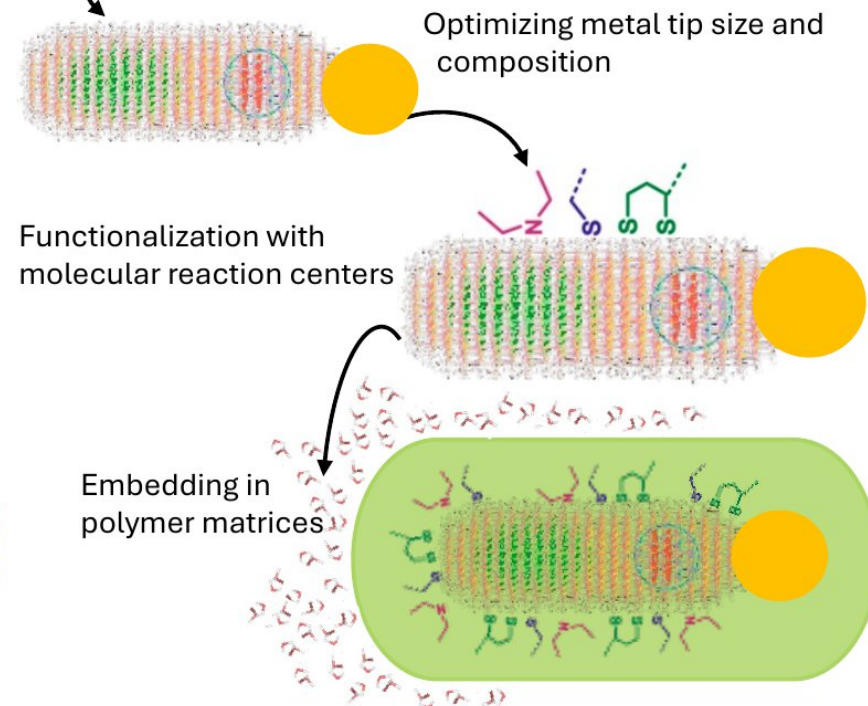 Optimizing metal tip size and
composition
N
S
S
S
Functionalization with
molecular reaction centers
Embedding in
polymer matrices